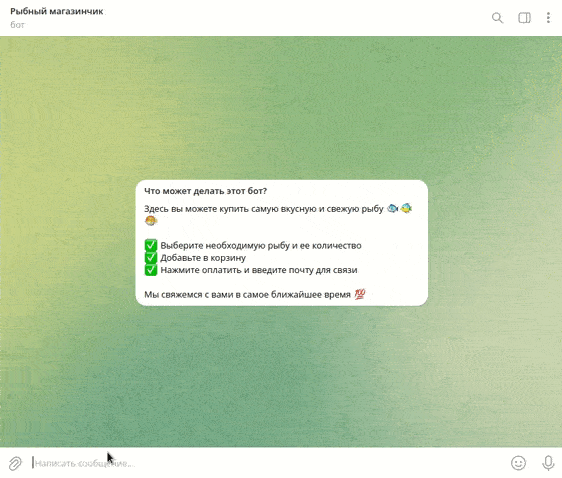 Рыбный магазинчик
бот
Что может делать этот бот?
Здесь вы можете купить самую вкусную и свежую рыбу 🐟🐠
🐡
✅ Выберите необходимую рыбу и ее количество
✅ Добавьте в корзину
✅ Нажмите оплатить и введите почту для связи
Мы свяжемся с вами в самое ближайшее время 💯
Написать сообщение...